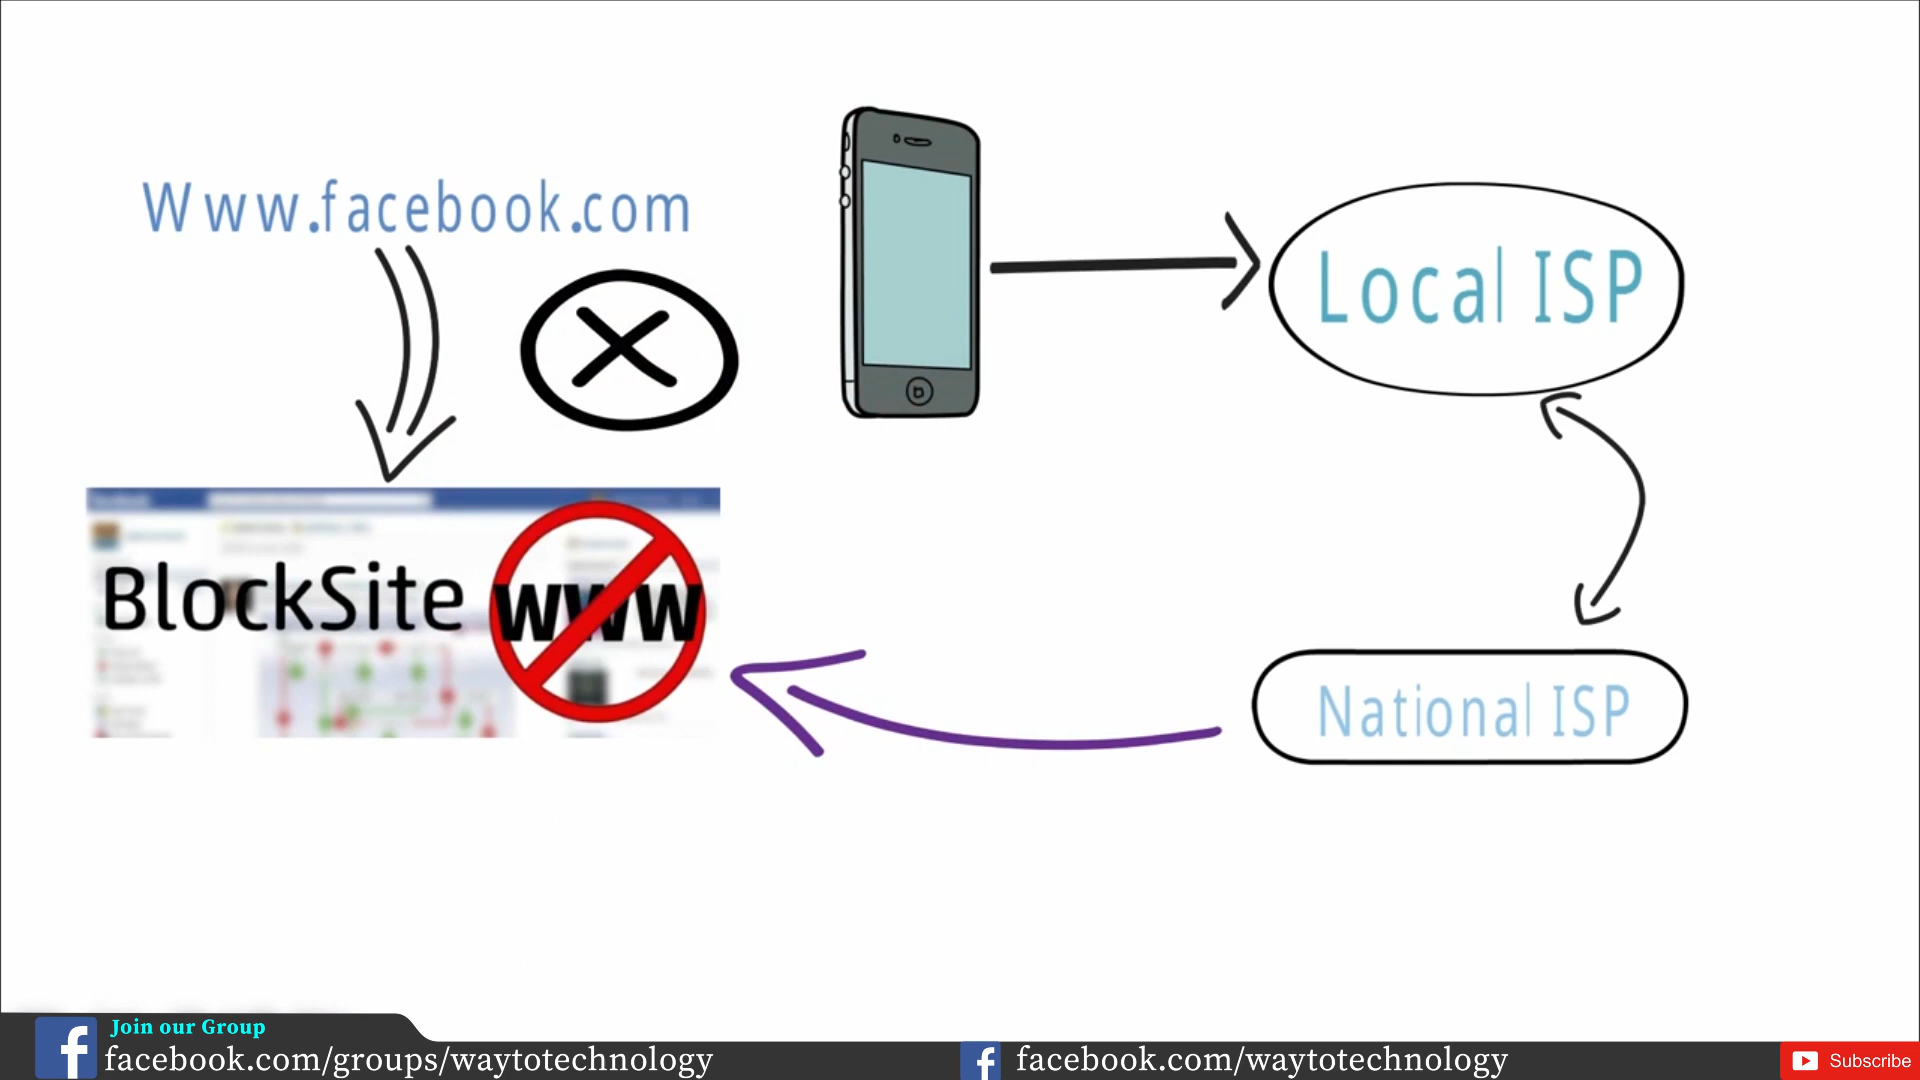 Www.facebook.com
Local ISP
BlockSite
www
National ISP
Join our Group
facebook.com/groups/waytotechnology
facebook.com/waytotechnology
Subscribe